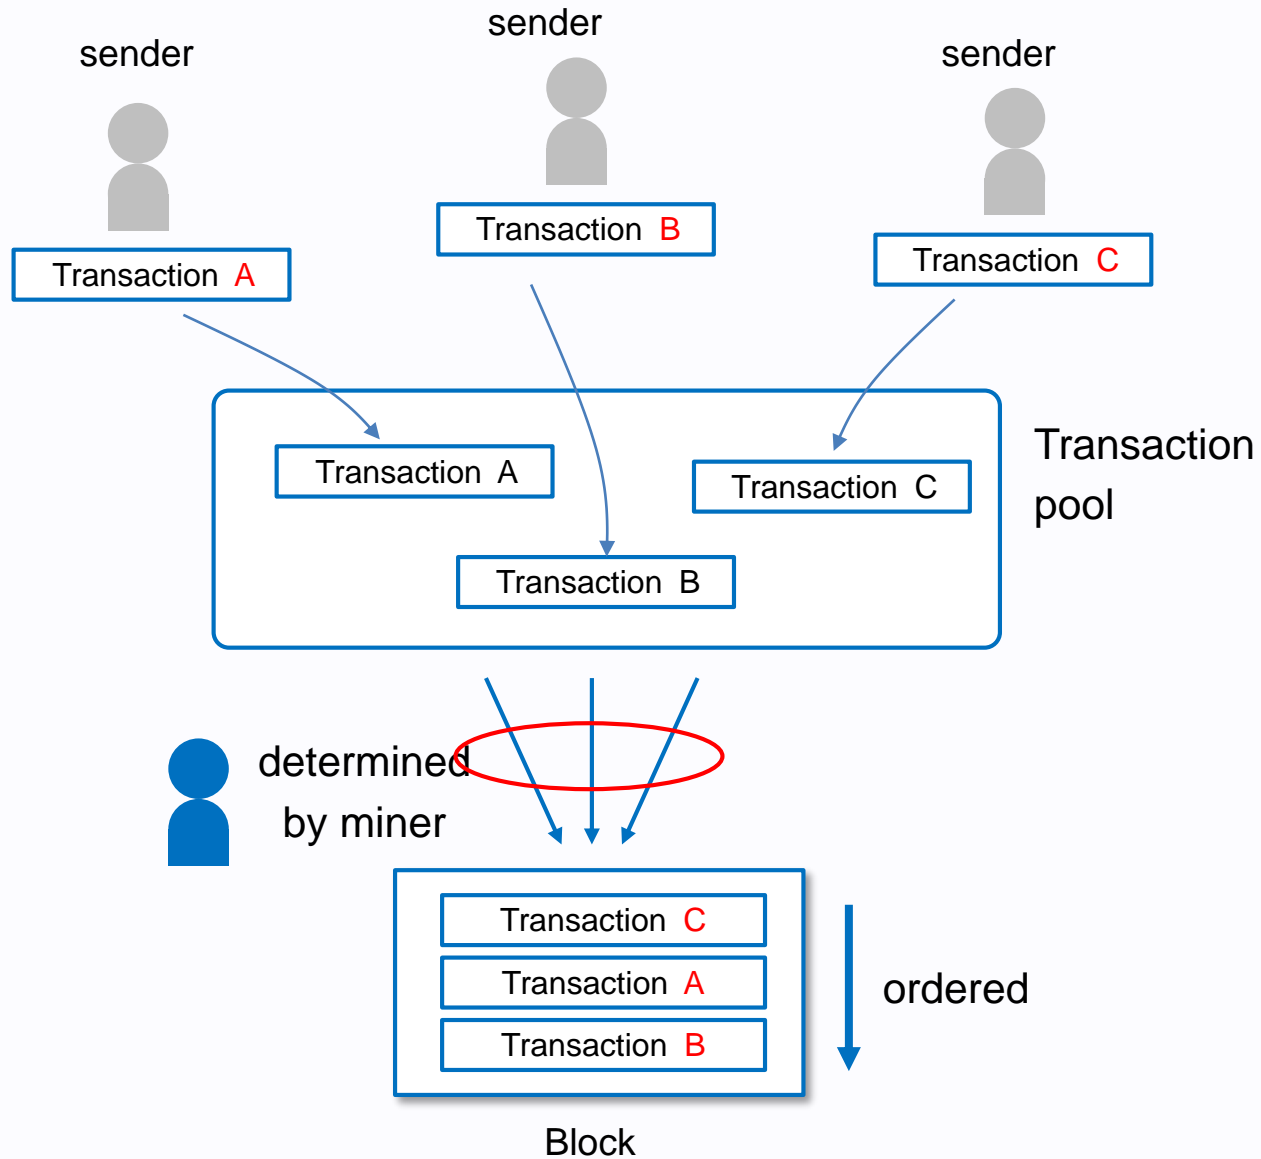 sender
sender
sender
Transaction A
Transaction B
Transaction C
Transaction A
Transaction C
Transaction B
Transaction
pool
determined
by miner
Transaction C
Transaction A
Transaction B
ordered
Block